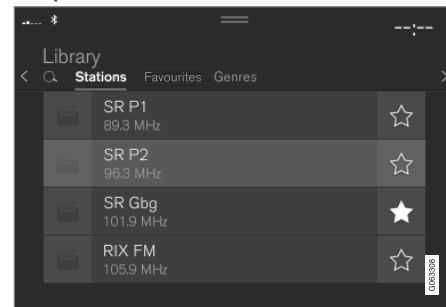 --:--
Library
Stations Favourites Genres
SR P1
89.3 MHz
SR P2
96.3 MHz
SR Gbg
101.9 MHz
RIX FM
105.9 MHz
G063308